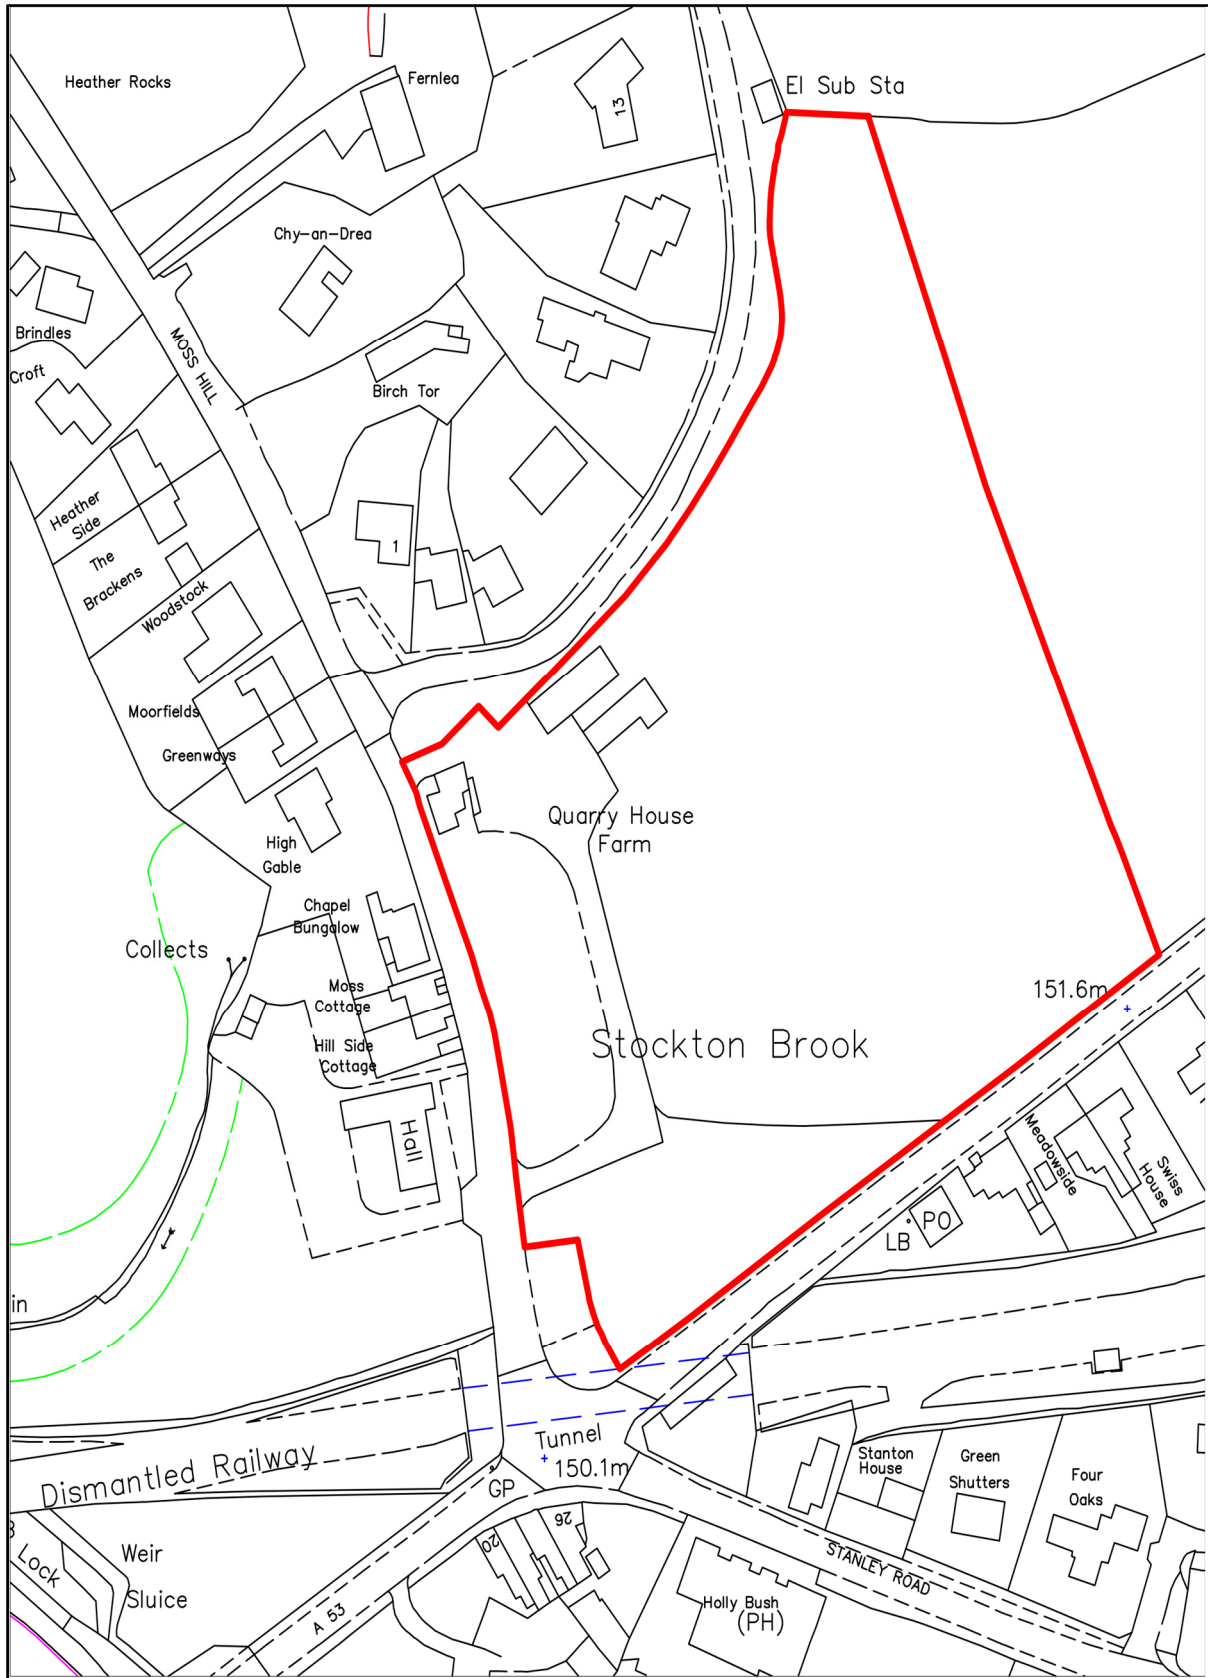 Heather Rocks
Fernlea
El Sub Sta
13
Chy-an-Drea
Brindles
MOSS HILL
Croft
Birch Tor
Heather
Side
1
The
Brackens
Woodstock
Moorfields
Greenways
Quarry House
Farm
High
Gable
Chapel
Bungalow
Collects
Moss
Cottage
151.6m
Hill Side
Cottage
Stockton Brook
Hall
Meadowside
Swiss
House
PO
LB
in
Tunnel
150.1m
Dismantled Railway
GP
Stanton
House
Green
Shutters
Four
Oaks
Lock
Weir
Sluice
20
26
STANLEY ROAD
A 53
Holly Bush
(PH)